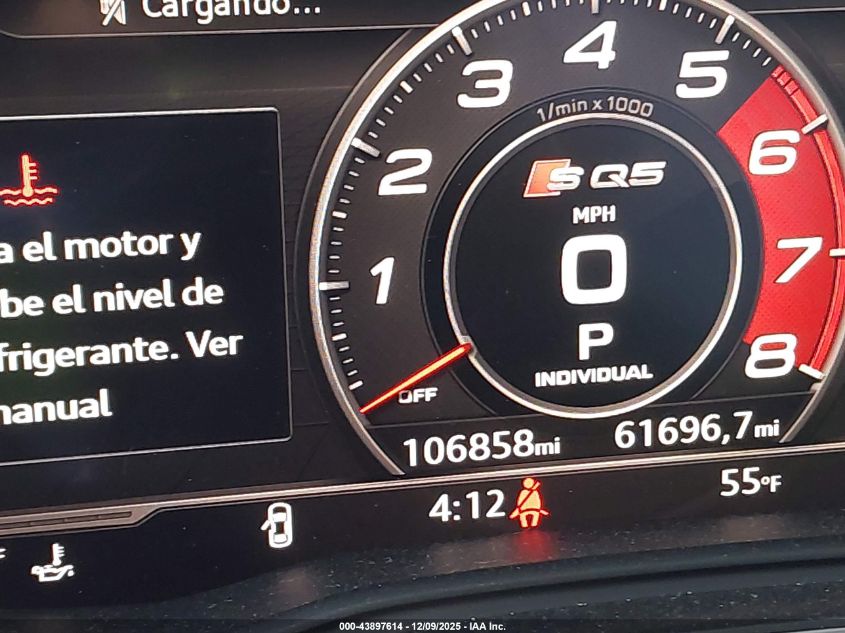 Cargando...
a el motor y
be el nivel de
frigerante. Ver
manual
1
2
3
4
5
6
7
8
1/min x 1000
S SQ5
MPH
0
P
INDIVIDUAL
OFF
106858mi
61696,7mi
4:12
55°F
000-43897614 - 12/09/2025 - IAA Inc.